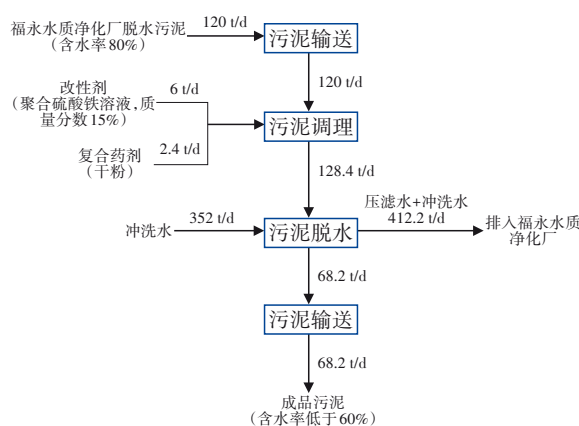 福永水质净化厂脱水污泥
(含水率80%)
120 t/d
污泥输送
120 t/d
改性剂
(聚合硫酸铁溶液,质
量分数15%)
6 t/d
复合药剂
(干粉)
2.4 t/d
污泥调理
128.4 t/d
冲洗水
352 t/d
污泥脱水
压滤水+冲洗水
412.2 t/d
排入福永水质
净化厂
68.2 t/d
污泥输送
68.2 t/d
成品污泥
(含水率低于60%)